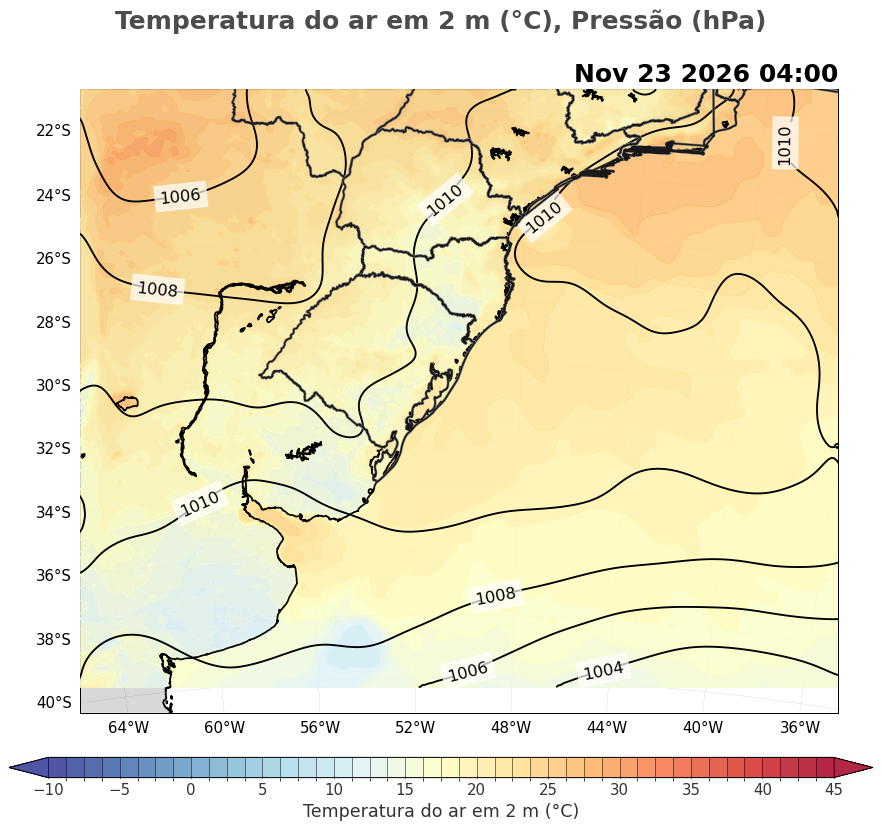 Temperatura do ar em 2 m (°C), Pressão (hPa)
Nov 23 2026 04:00
22°S
24°S
26°S
28°S
30°S
32°S
34°S
36°S
38°S
40°S
1006
1008
1010
1010
1010
1010
1008
1006
1004
64°W 60°W 56°W 52°W 48°W 44°W 40°W 36°W
−10 −5 0 5 10 15 20 25 30 35 40 45
Temperatura do ar em 2 m (°C)